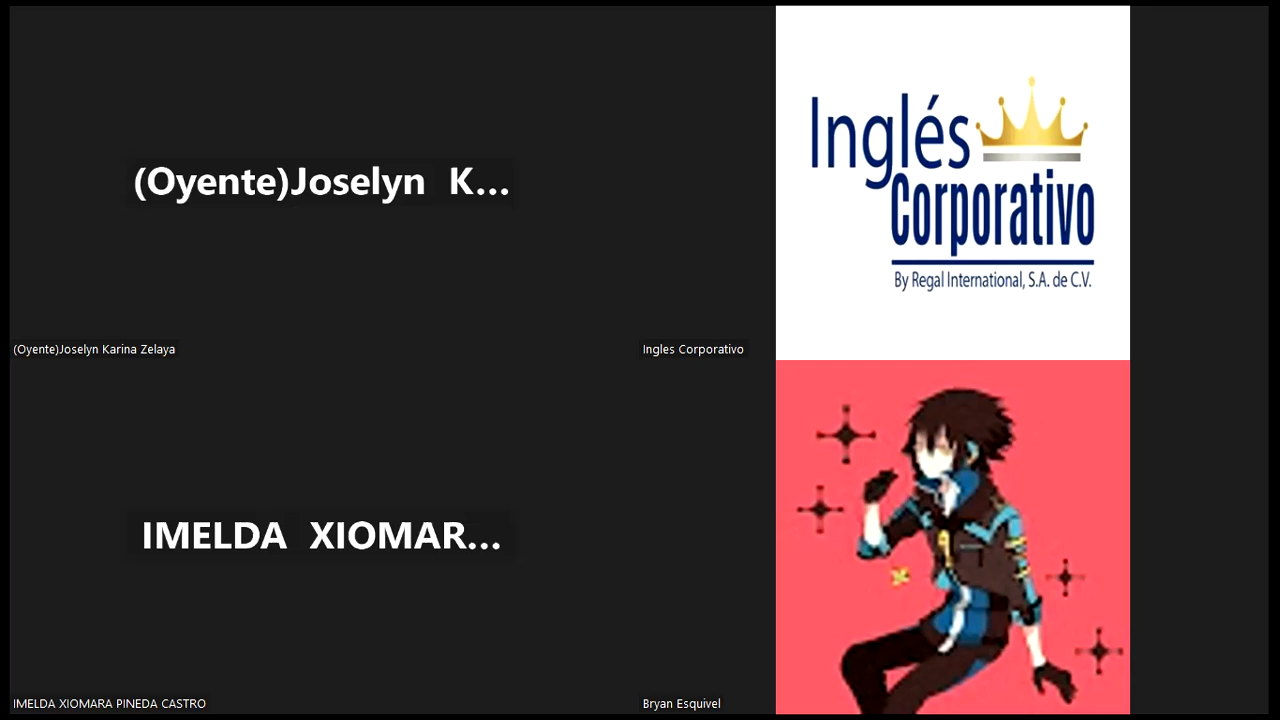 (Oyente)Joselyn K...
(Oyente)Joselyn Karina Zelaya
Inglés
Corporativo
By Regal International, S.A. de C.V.
Ingles Corporativo
IMELDA XIOMAR...
IMELDA XIOMARA PINEDA CASTRO
Bryan Esquivel